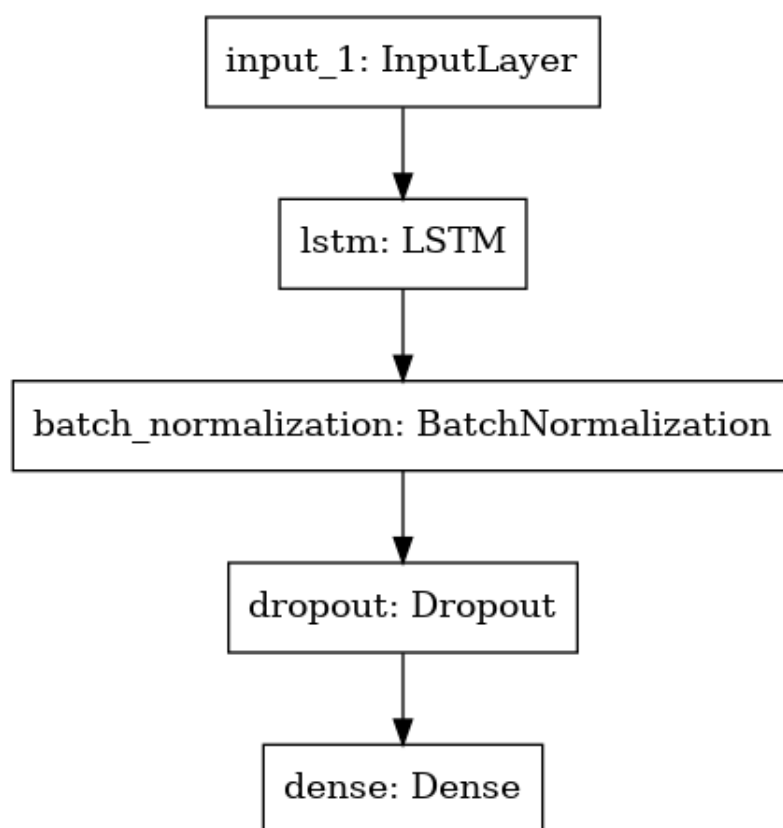 input_1: InputLayer
lstm: LSTM
batch_normalization: BatchNormalization
dropout: Dropout
dense: Dense